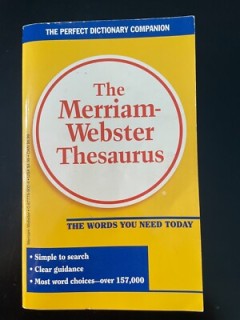 THE PERFECT DICTIONARY COMPANION
The
Merriam-
Webster
Thesaurus
THE WORDS YOU NEED TODAY
• Simple to search
• Clear guidance
• Most word choices—over 157,000